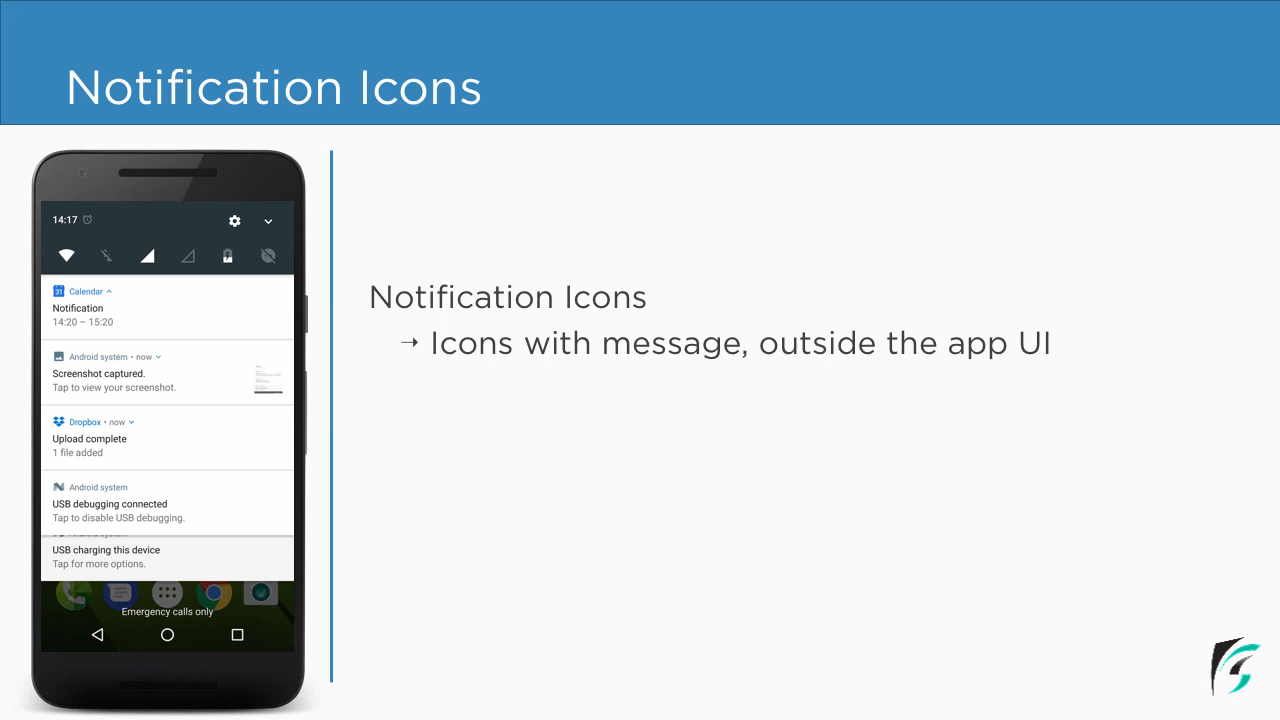 Notification Icons
14:17
31 Calendar
Notification
14:20 – 15:20
Android system • now
Screenshot captured.
Tap to view your screenshot.
Dropbox • now
Upload complete
1 file added
Android system
USB debugging connected
Tap to disable USB debugging.
Android system
USB charging this device
Tap for more options.
Emergency calls only
Notification Icons
→ Icons with message, outside the app UI